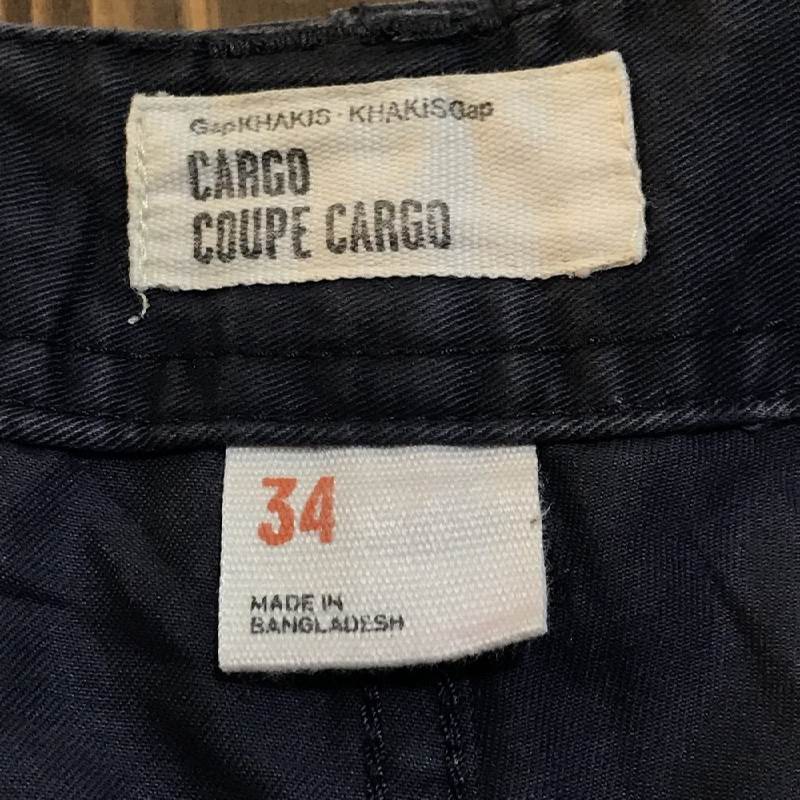 GapKHAKIS · KHAKISGap
CARGO
COUPE CARGO
34
MADE IN
BANGLADESH